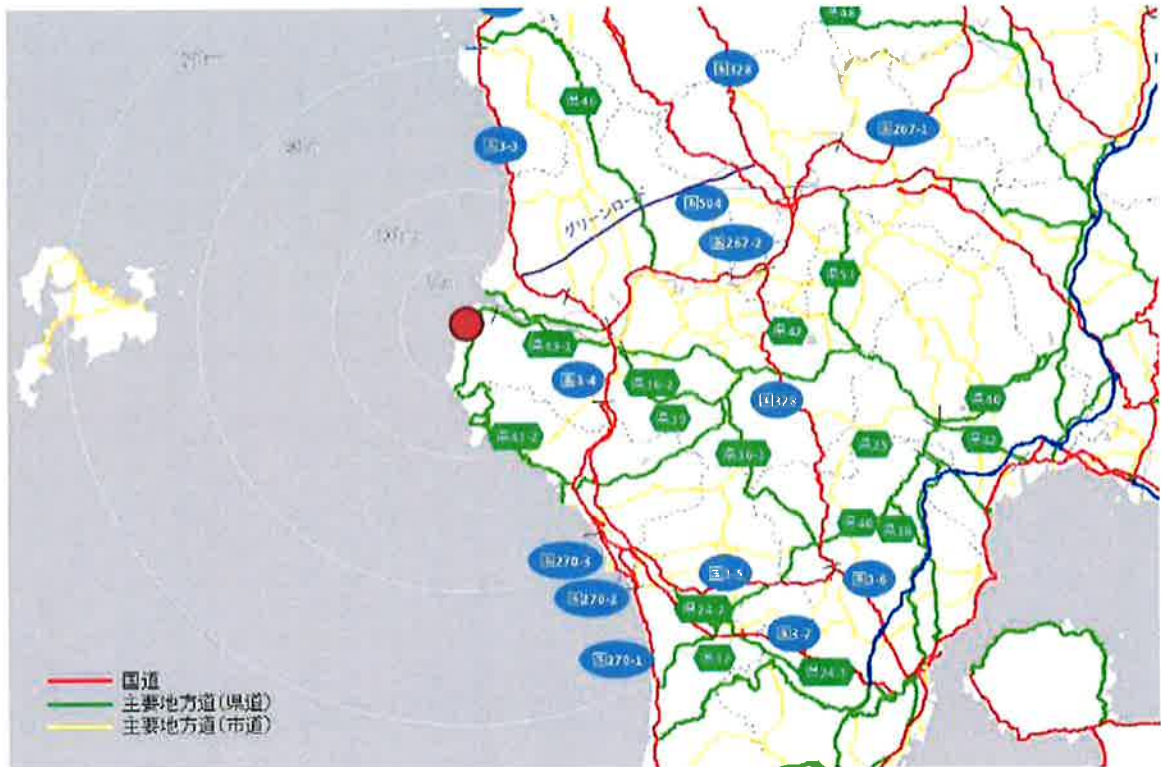 国328
県46
国3-3
国267-1
国504
グリーンロード
国267-2
県51
県42
県43-1
国3-4
県36-2
国328
県40
県39
県43-2
県42
県36-1
県25
県40
国270-3
国3-5
国3-6
国270-2
県24-2
国3-7
国270-1
県24-1
国道
主要地方道(県道)
主要地方道(市道)